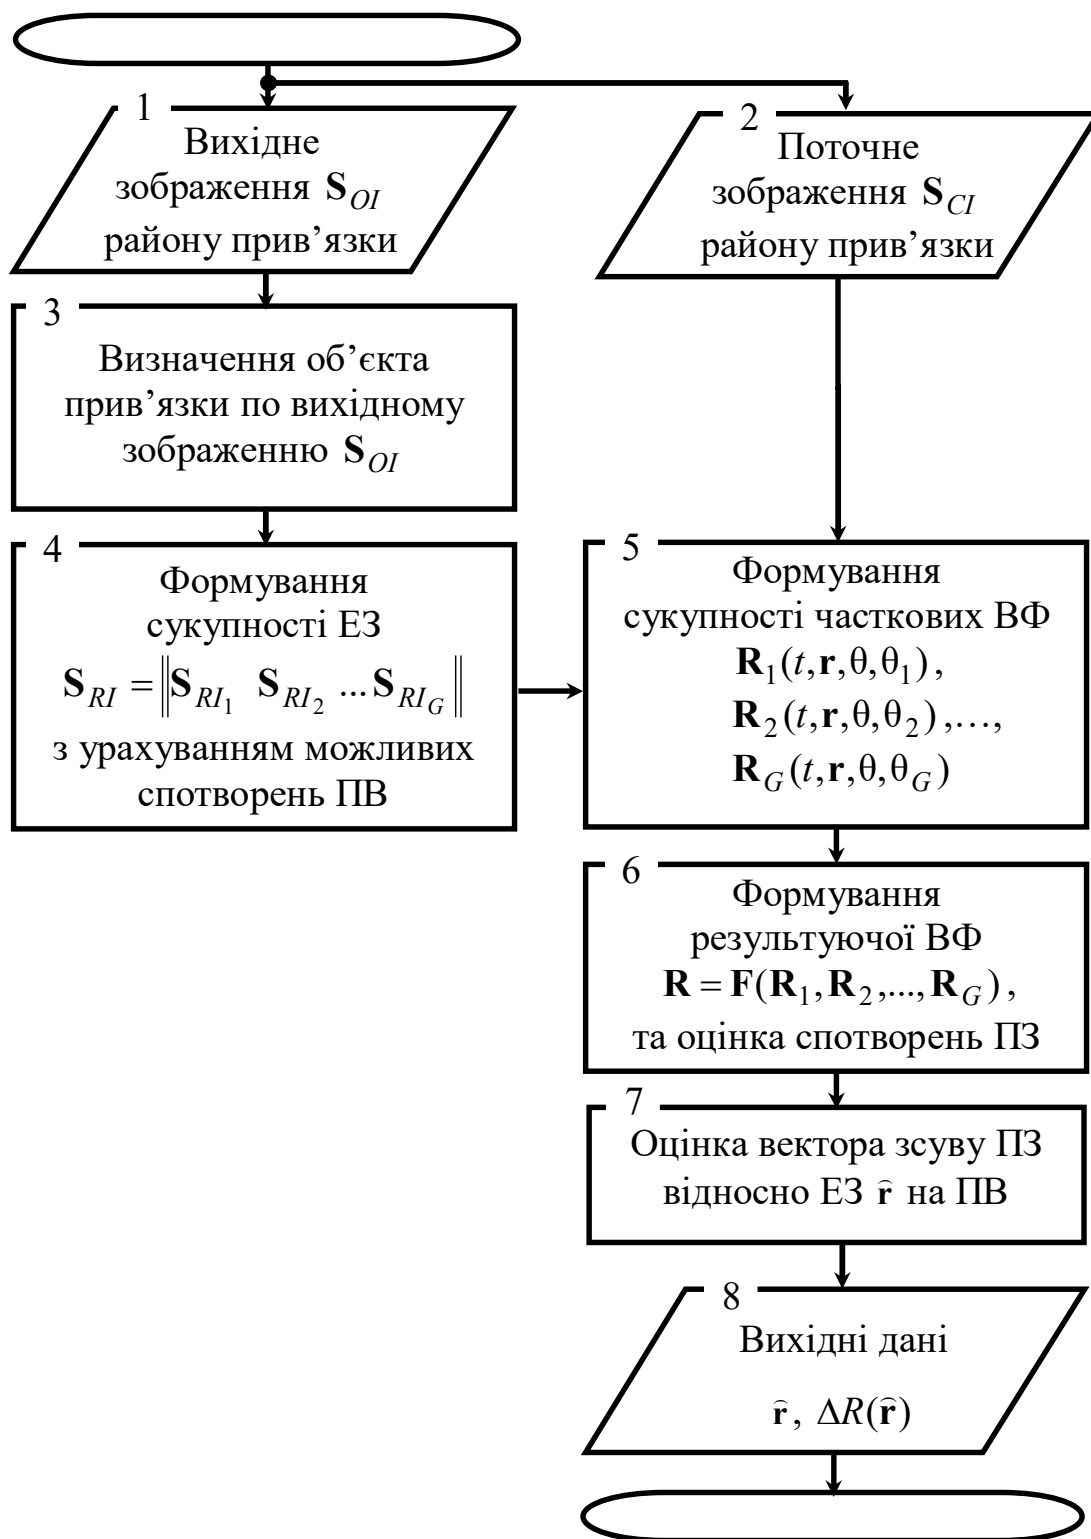 1
Вихідне
зображення S_OI
району прив’язки
2
Поточне
зображення S_CI
району прив’язки
3
Визначення об’єкта
прив’язки по вихідному
зображенню S_OI
4
Формування
сукупності ЕЗ
S_RI = ‖S_RI_1 S_RI_2 ... S_RI_G‖
з урахуванням можливих
спотворень ПВ
5
Формування
сукупності часткових ВФ
R_1(t,r,θ,θ_1),
R_2(t,r,θ,θ_2),…,
R_G(t,r,θ,θ_G)
6
Формування
результуючої ВФ
R = F(R_1,R_2,...,R_G),
та оцінка спотворень ПЗ
7
Оцінка вектора зсуву ПЗ
відносно ЕЗ r̂ на ПВ
8
Вихідні дані
r̂, ΔR(r̂)